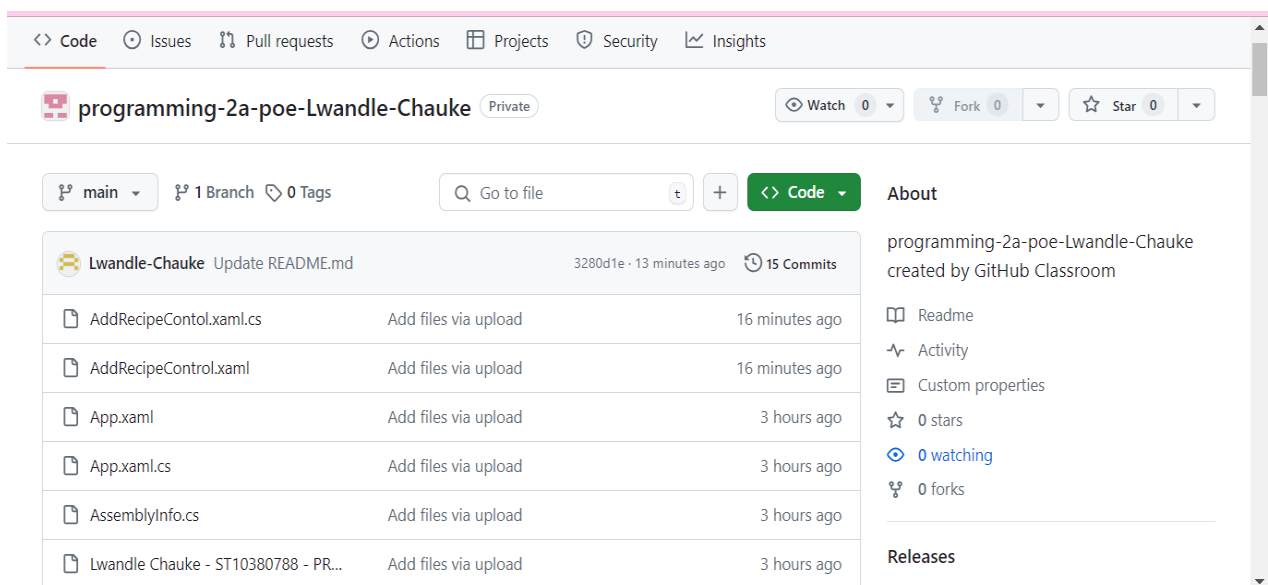 Code Issues Pull requests Actions Projects Security Insights
programming-2a-poe-Lwandle-Chauke Private Watch 0 Fork 0 Star 0
main 1 Branch 0 Tags Go to file t + Code
About
programming-2a-poe-Lwandle-Chauke
created by GitHub Classroom
Lwandle-Chauke Update README.md 3280d1e · 13 minutes ago 15 Commits
AddRecipeContol.xaml.cs Add files via upload 16 minutes ago
AddRecipeControl.xaml Add files via upload 16 minutes ago
App.xaml Add files via upload 3 hours ago
App.xaml.cs Add files via upload 3 hours ago
AssemblyInfo.cs Add files via upload 3 hours ago
Lwandle Chauke - ST10380788 - PR... Add files via upload 3 hours ago
Readme
Activity
Custom properties
0 stars
0 watching
0 forks
Releases